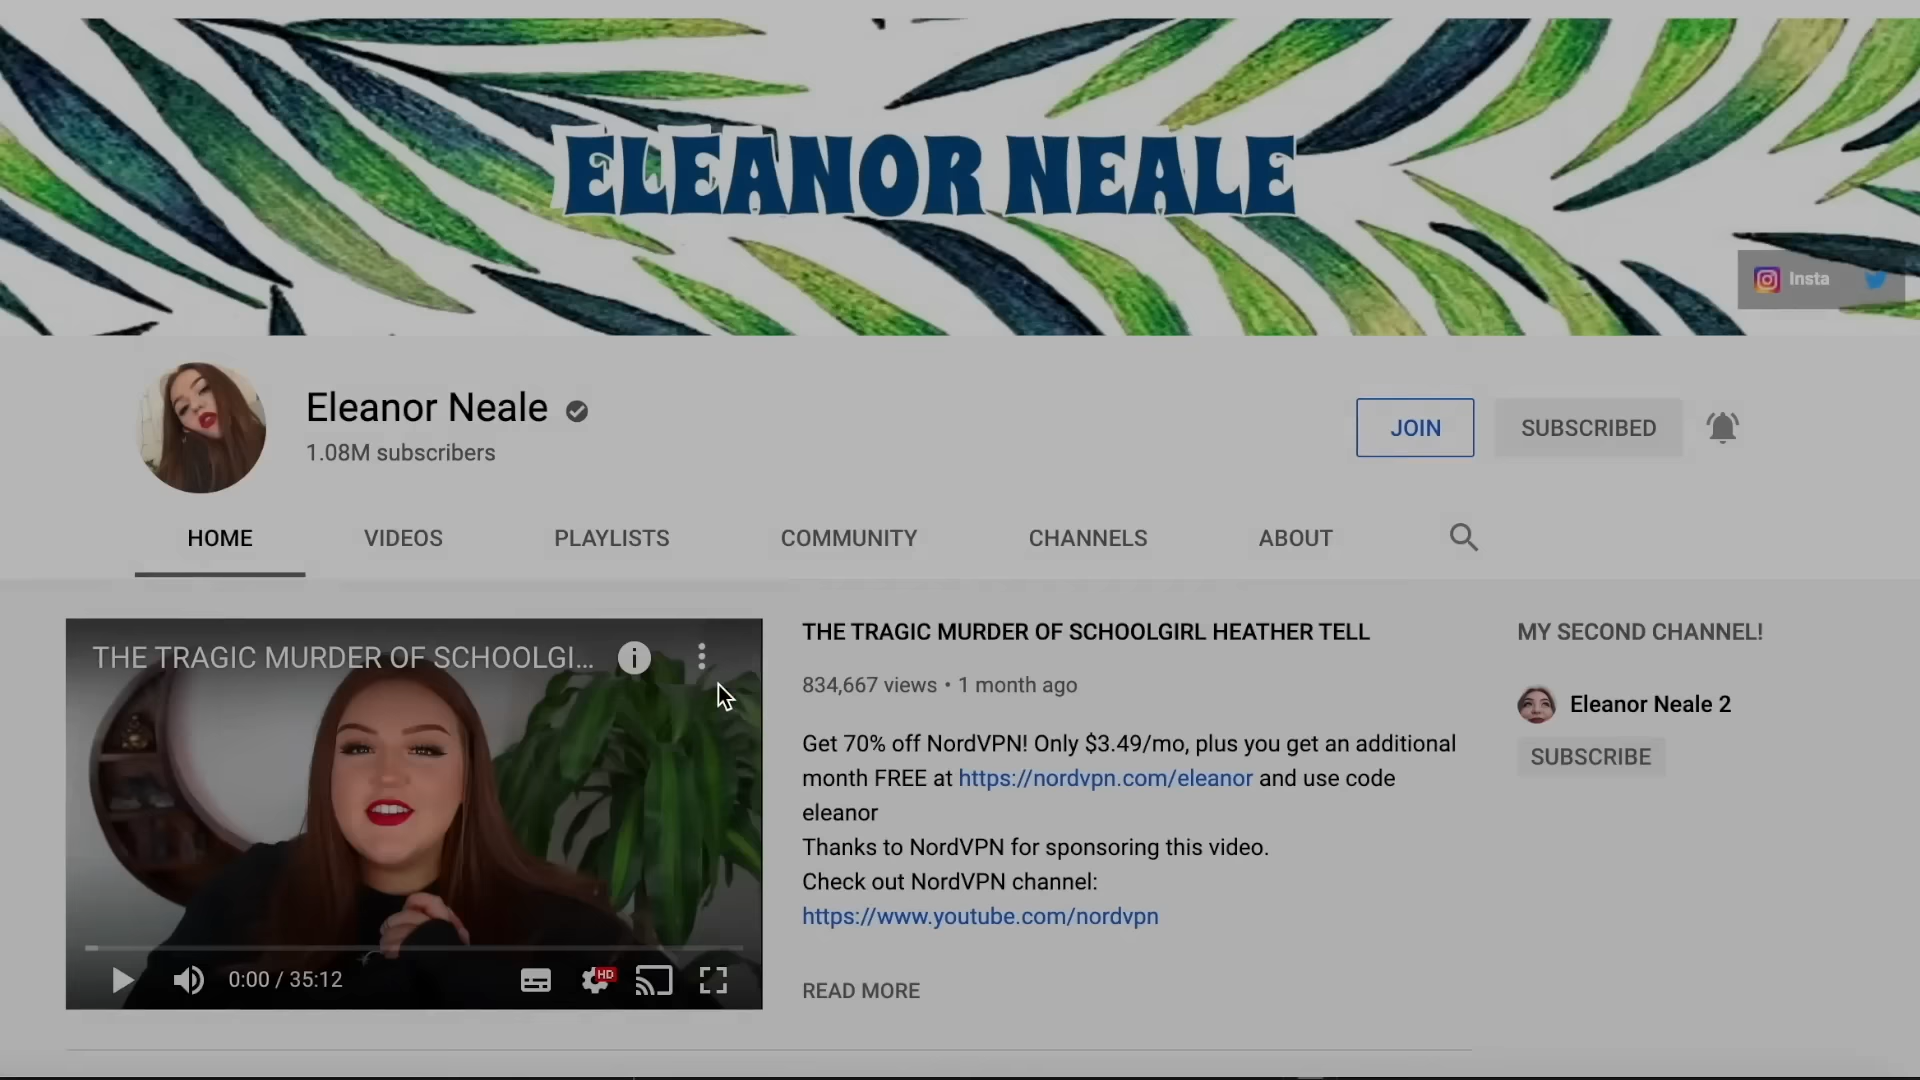 ELEANOR NEALE
Insta
Eleanor Neale
1.08M subscribers
JOIN
SUBSCRIBED
HOME
VIDEOS
PLAYLISTS
COMMUNITY
CHANNELS
ABOUT
THE TRAGIC MURDER OF SCHOOLGI...
0:00 / 35:12
HD
THE TRAGIC MURDER OF SCHOOLGIRL HEATHER TELL
834,667 views • 1 month ago
Get 70% off NordVPN! Only $3.49/mo, plus you get an additional
month FREE at https://nordvpn.com/eleanor and use code
eleanor
Thanks to NordVPN for sponsoring this video.
Check out NordVPN channel:
https://www.youtube.com/nordvpn
READ MORE
MY SECOND CHANNEL!
Eleanor Neale 2
SUBSCRIBE